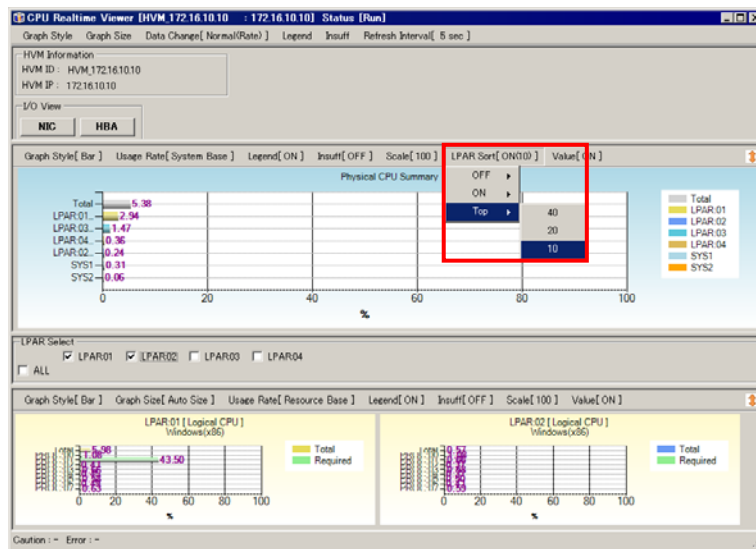 CPU Realtime Viewer [HVM_172.16.10.10 : 172.16.10.10] Status [Run]
Graph Style Graph Size Data Change[ Normal(Rate) ] Legend Insuff Refresh Interval[ 5 sec ]
HVM Information
HVM ID : HVM_172.16.10.10
HVM IP : 172.16.10.10
I/O View
NIC HBA
Graph Style[ Bar ] Usage Rate[ System Base ] Legend[ ON ] Insuff[ OFF ] Scale[ 100 ] LPAR Sort[ ON(10) ] Value[ ON ]
OFF
ON
Top
40
20
10
Physical CPU Summary
Total 5.38
LPAR:01.. 2.94
LPAR:03.. 1.47
LPAR:04.. 0.36
LPAR:02.. 0.24
SYS1 0.31
SYS2 0.06
0 20 40 60 80 100
%
Total
LPAR:01
LPAR:02
LPAR:03
LPAR:04
SYS1
SYS2
LPAR Select
LPAR01 LPAR02 LPAR03 LPAR04
ALL
Graph Style[ Bar ] Graph Size[ Auto Size ] Usage Rate[ Resource Base ] Legend[ ON ] Insuff[ OFF ] Scale[ 100 ] Value[ ON ]
LPAR:01 [ Logical CPU ]
Windows(x86)
5.98
43.50
0.63
0 20 40 60 80 100
%
Total
Required
LPAR:02 [ Logical CPU ]
Windows(x86)
0.57
0.59
0 20 40 60 80 100
%
Total
Required
Caution : - Error : -